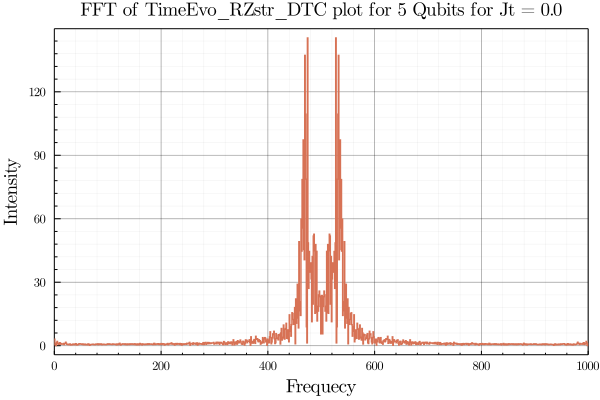 FFT of TimeEvo_RZstr_DTC plot for 5 Qubits for Jt = 0.0
Intensity
120
90
60
30
0
0 200 400 600 800 1000
Frequecy